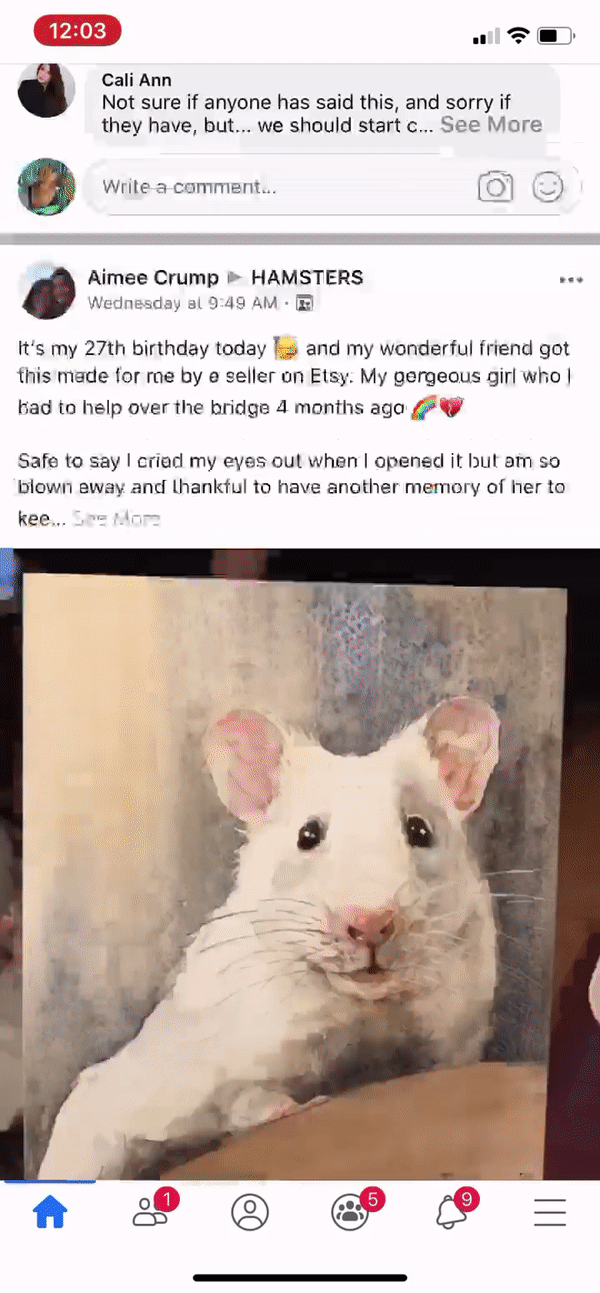 12:03
Cali Ann
Not sure if anyone has said this, and sorry if
they have, but... we should start c... See More
Write a comment...
Aimee Crump ▶ HAMSTERS
Wednesday at 9:49 AM ·
It's my 27th birthday today 🥳 and my wonderful friend got
this made for me by a seller on Etsy. My gorgeous girl who I
had to help over the bridge 4 months ago 🌈💔
Safe to say I cried my eyes out when I opened it but am so
blown away and thankful to have another memory of her to
kee... See More
1
5
9